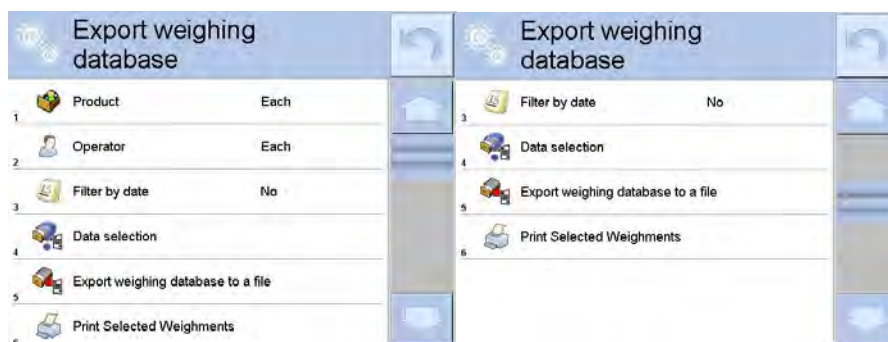 Export weighing
database
1 Product Each
2 Operator Each
3 Filter by date No
4 Data selection
5 Export weighing database to a file
6 Print Selected Weighments
Export weighing
database
3 Filter by date No
4 Data selection
5 Export weighing database to a file
6 Print Selected Weighments